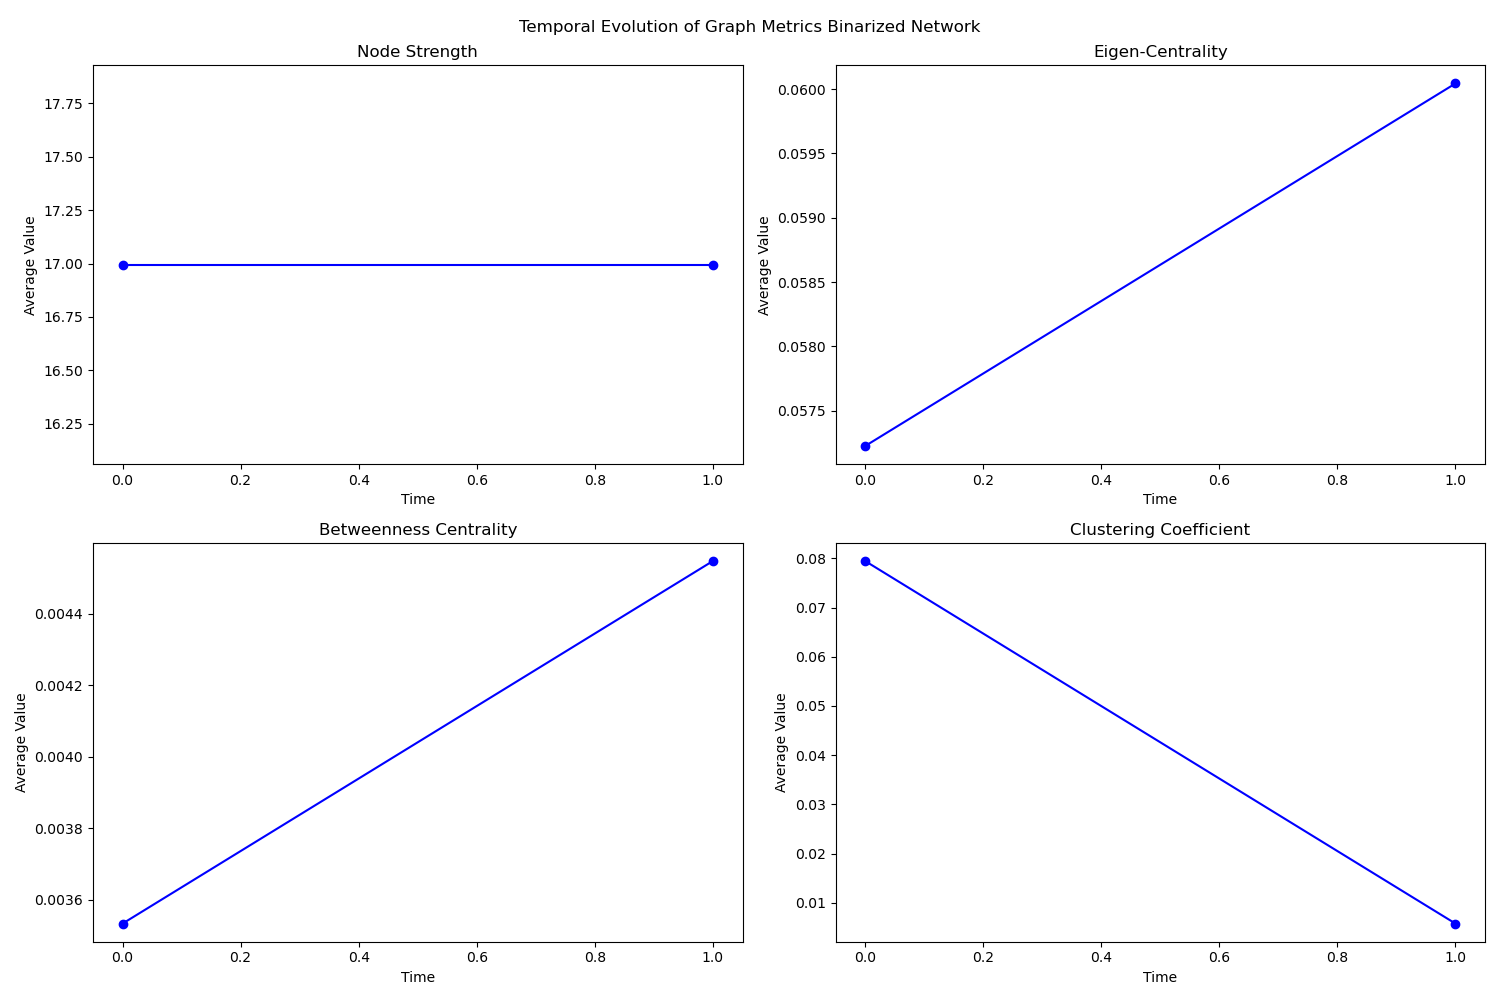 Temporal Evolution of Graph Metrics Binarized Network
Node Strength
Average Value
17.75
17.50
17.25
17.00
16.75
16.50
16.25
0.0 0.2 0.4 0.6 0.8 1.0
Time
Eigen-Centrality
Average Value
0.0600
0.0595
0.0590
0.0585
0.0580
0.0575
0.0 0.2 0.4 0.6 0.8 1.0
Time
Betweenness Centrality
Average Value
0.0044
0.0042
0.0040
0.0038
0.0036
0.0 0.2 0.4 0.6 0.8 1.0
Time
Clustering Coefficient
Average Value
0.08
0.07
0.06
0.05
0.04
0.03
0.02
0.01
0.0 0.2 0.4 0.6 0.8 1.0
Time